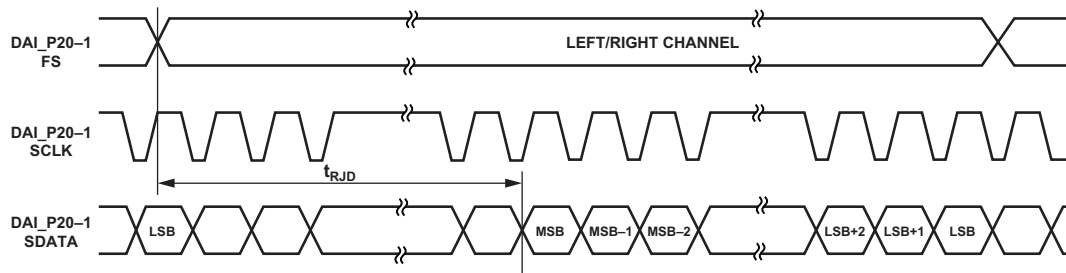 DAI_P20–1
FS
LEFT/RIGHT CHANNEL
DAI_P20–1
SCLK
tRJD
DAI_P20–1
SDATA
LSB
MSB
MSB–1
MSB–2
LSB+2
LSB+1
LSB